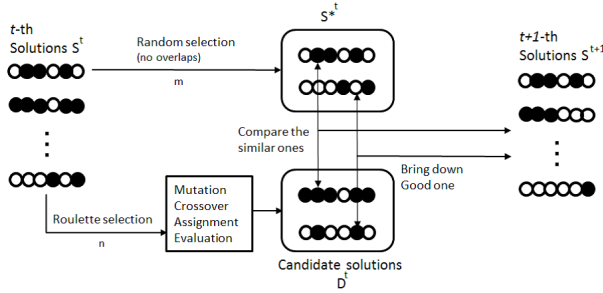 t-th
Solutions S^t
Random selection
(no overlaps)
m
S*^t
t+1-th
Solutions S^t+1
Compare the
similar ones
Bring down
Good one
Roulette selection
n
Mutation
Crossover
Assignment
Evaluation
Candidate solutions
D^t